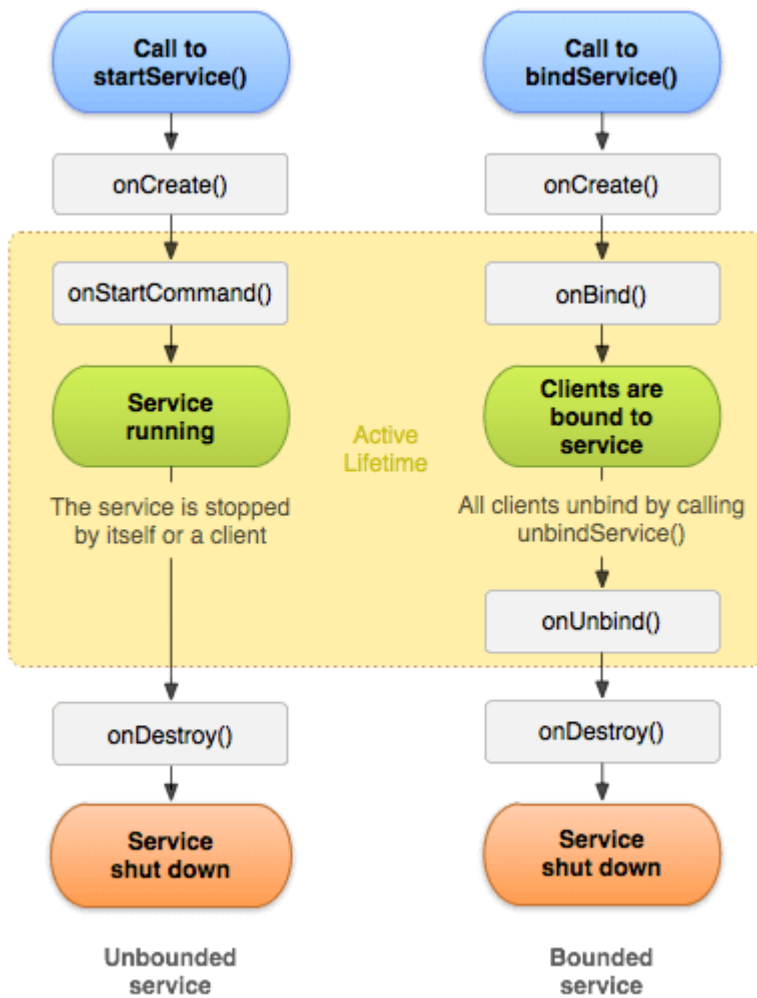 Call to
startService()
onCreate()
onStartCommand()
Service
running
The service is stopped
by itself or a client
onDestroy()
Service
shut down
Unbounded
service
Active
Lifetime
Call to
bindService()
onCreate()
onBind()
Clients are
bound to
service
All clients unbind by calling
unbindService()
onUnbind()
onDestroy()
Service
shut down
Bounded
service